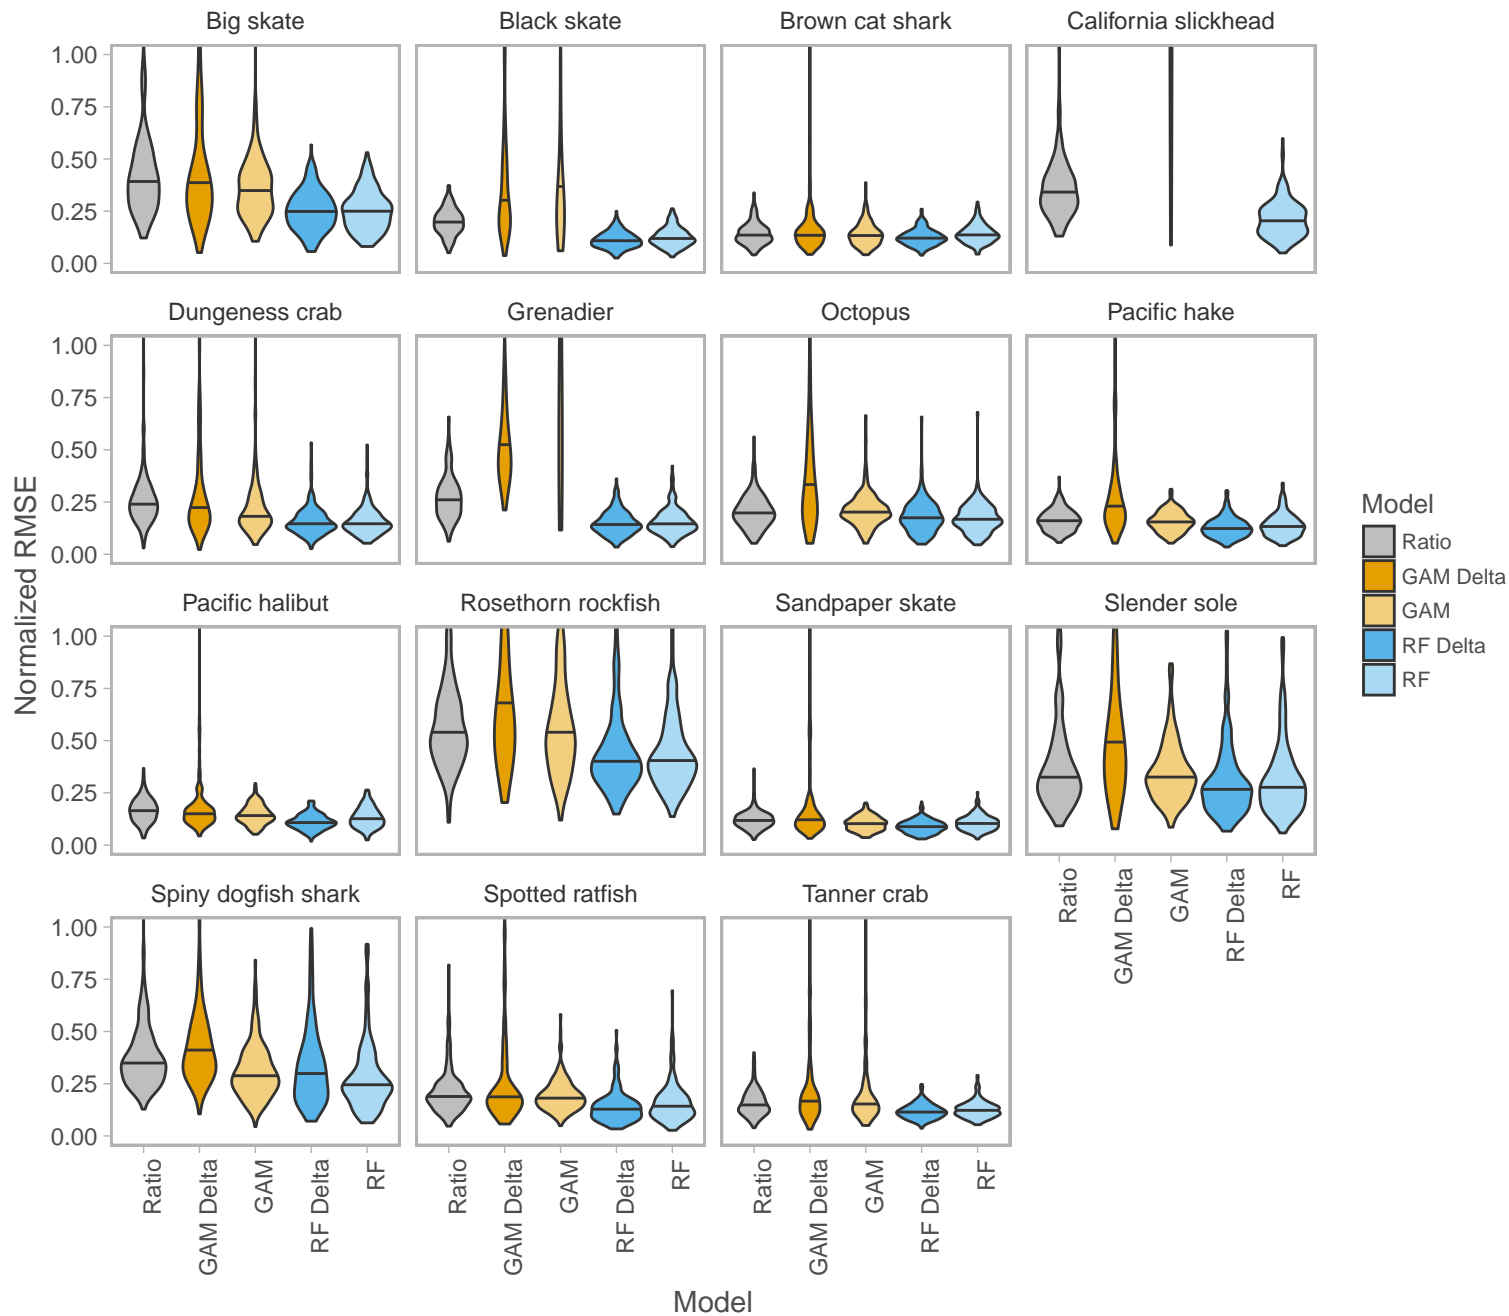 Big skate
Black skate
Brown cat shark
California slickhead
1.00
0.75
0.50
0.25
0.00
Dungeness crab
Grenadier
Octopus
Pacific hake
1.00
0.75
0.50
0.25
0.00
Pacific halibut
Rosethorn rockfish
Sandpaper skate
Slender sole
1.00
0.75
0.50
0.25
0.00
Ratio
GAM Delta
GAM
RF Delta
RF
Spiny dogfish shark
Spotted ratfish
Tanner crab
1.00
0.75
0.50
0.25
0.00
Ratio
GAM Delta
GAM
RF Delta
RF
Ratio
GAM Delta
GAM
RF Delta
RF
Ratio
GAM Delta
GAM
RF Delta
RF
Normalized RMSE
Model
Model
Ratio
GAM Delta
GAM
RF Delta
RF